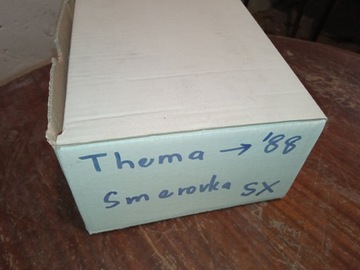 Thema → '88
Smerovka SX